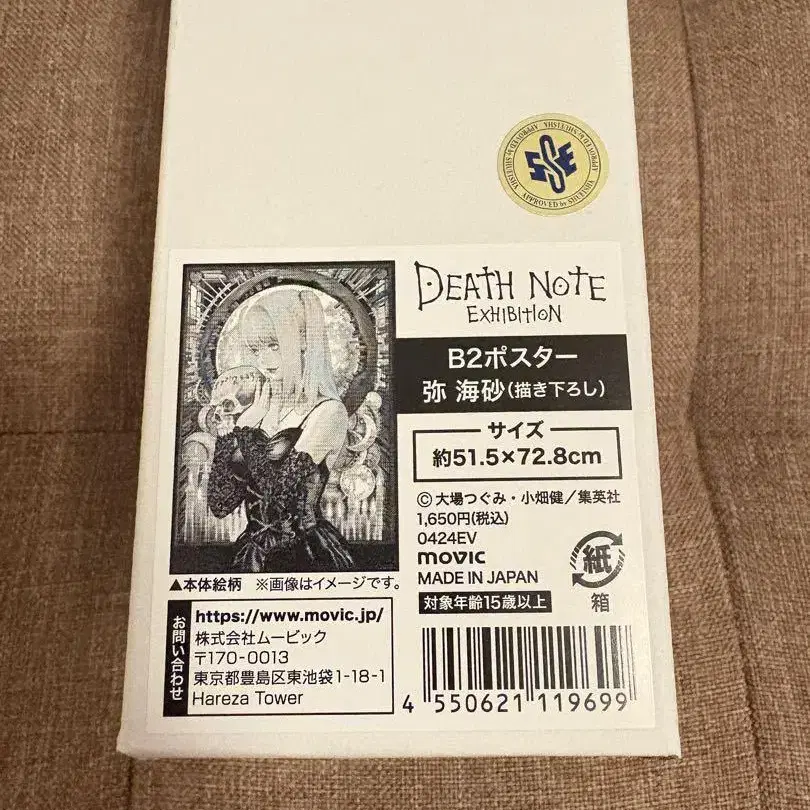 APPROVED by SHUEISHA
DEATH NOTE
EXHIBITION
B2ポスター
弥 海砂(描き下ろし)
サイズ
約51.5×72.8cm
©大場つぐみ・小畑健/集英社
1,650円(税込)
0424EV
movic
MADE IN JAPAN
対象年齢15歳以上
紙
箱
▲本体絵柄 ※画像はイメージです。
お問い合わせ
https://www.movic.jp/
株式会社ムービック
〒170-0013
東京都豊島区東池袋1-18-1
Hareza Tower
4 550621 119699